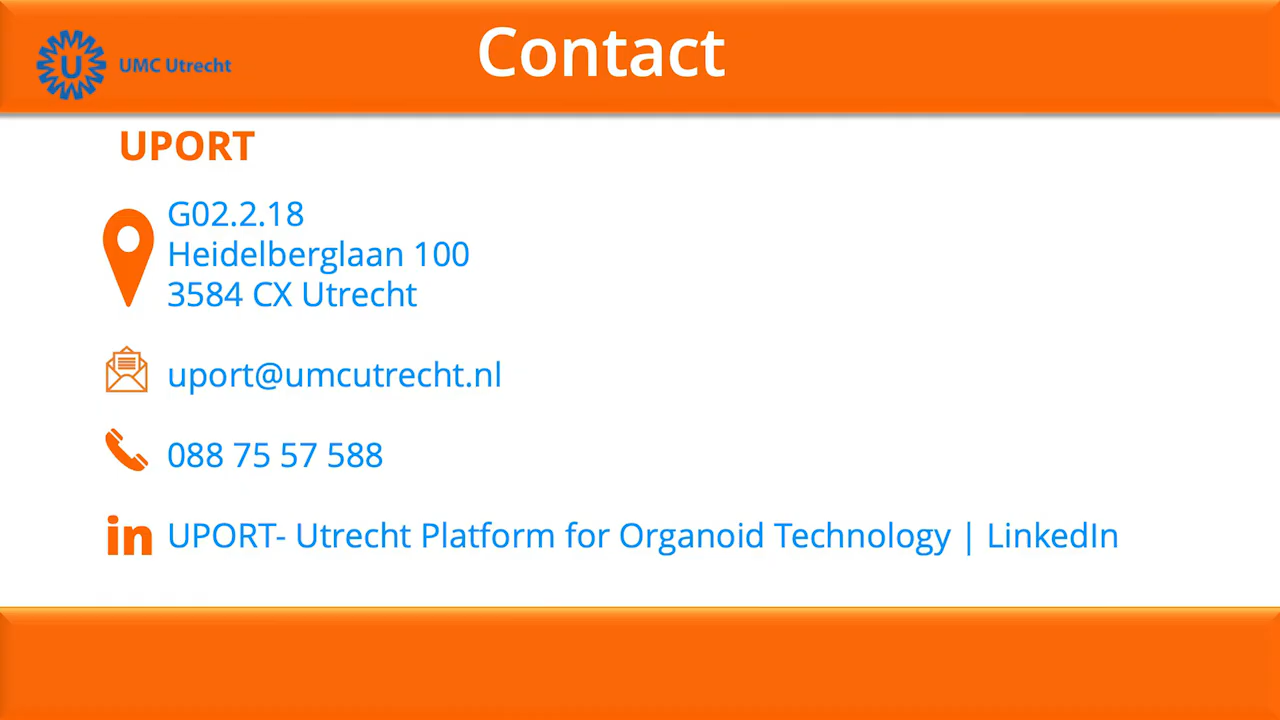 Contact
U
UMC Utrecht
UPORT
G02.2.18
Heidelberglaan 100
3584 CX Utrecht
uport@umcutrecht.nl
088 75 57 588
in UPORT- Utrecht Platform for Organoid Technology | LinkedIn